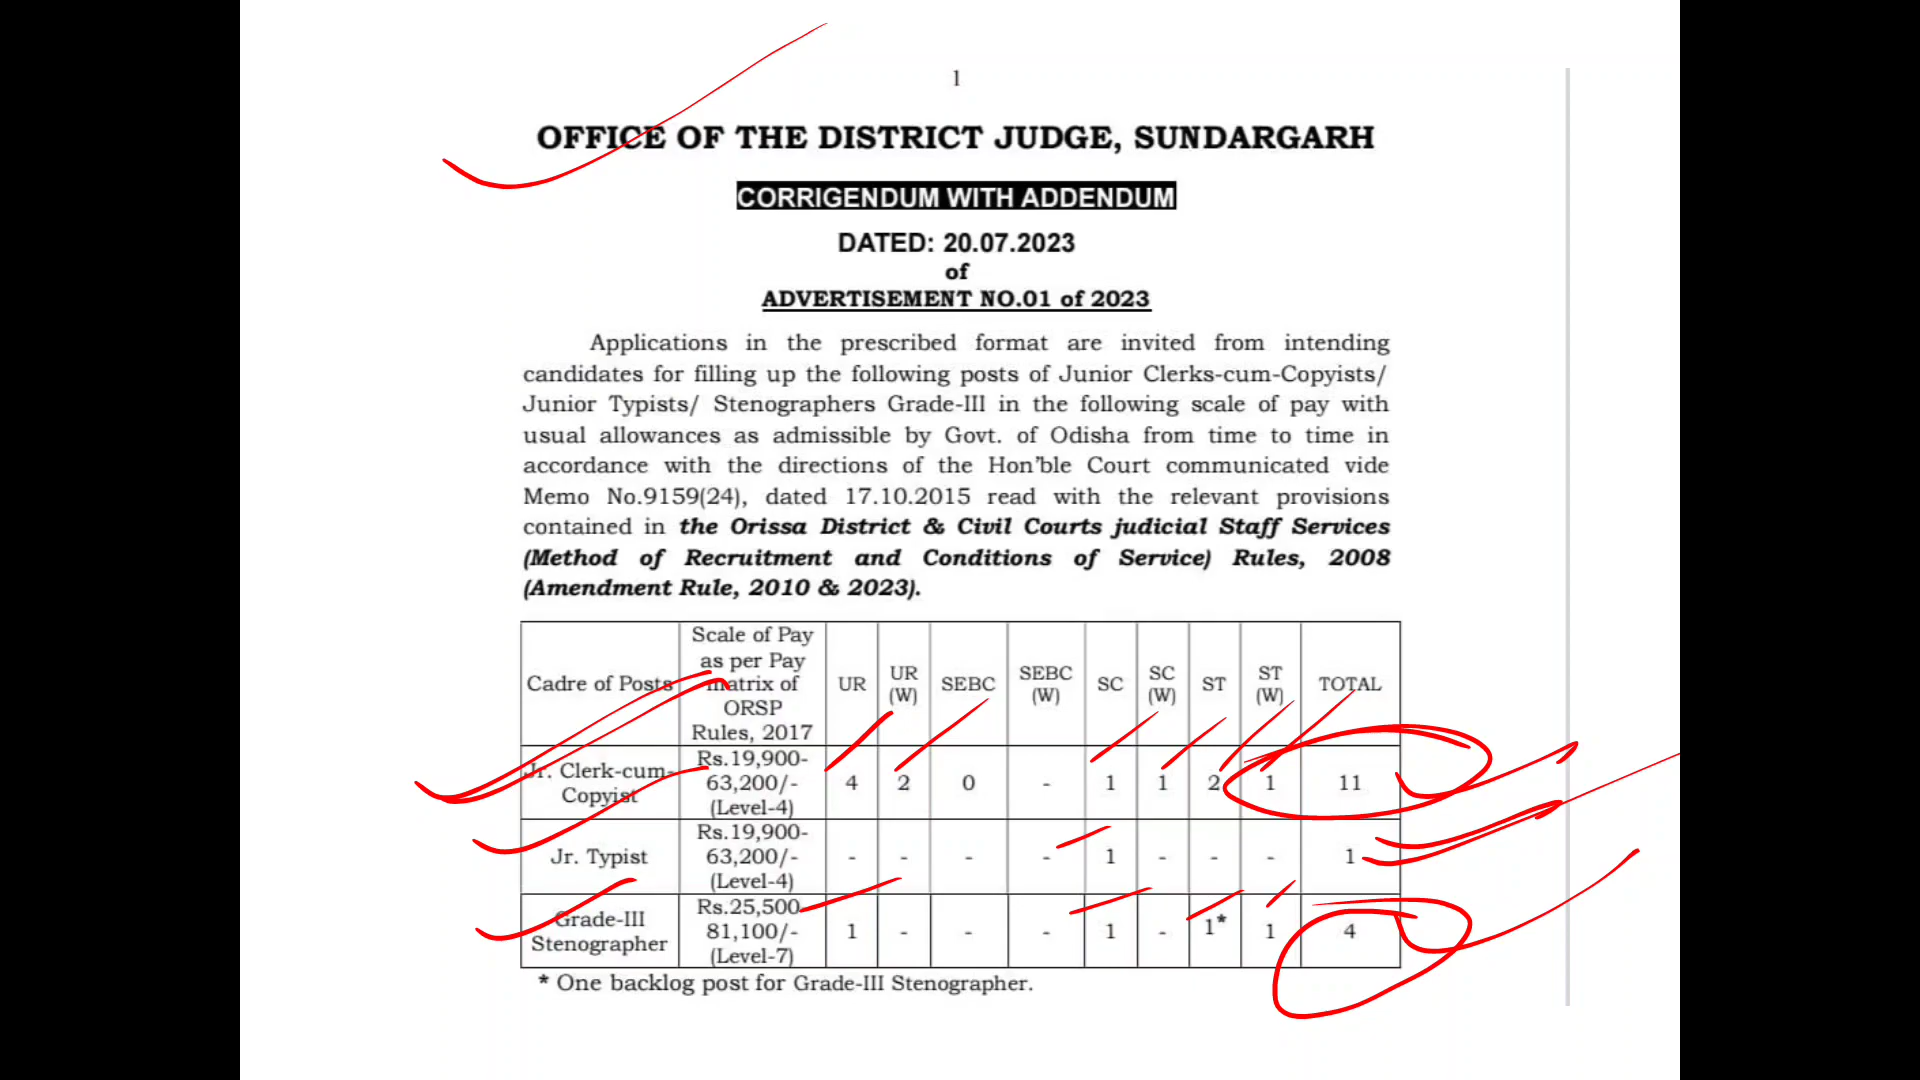 1
OFFICE OF THE DISTRICT JUDGE, SUNDARGARH
CORRIGENDUM WITH ADDENDUM
DATED: 20.07.2023
of
ADVERTISEMENT NO.01 of 2023
Applications in the prescribed format are invited from intending
candidates for filling up the following posts of Junior Clerks-cum-Copyists/
Junior Typists/ Stenographers Grade-III in the following scale of pay with
usual allowances as admissible by Govt. of Odisha from time to time in
accordance with the directions of the Hon'ble Court communicated vide
Memo No.9159(24), dated 17.10.2015 read with the relevant provisions
contained in the Orissa District & Civil Courts judicial Staff Services
(Method of Recruitment and Conditions of Service) Rules, 2008
(Amendment Rule, 2010 & 2023).
Cadre of Posts Scale of Pay as per Pay matrix of ORSP Rules, 2017 UR UR (W) SEBC SEBC (W) SC SC (W) ST ST (W) TOTAL
Jr. Clerk-cum-Copyist Rs.19,900-63,200/- (Level-4) 4 2 0 - 1 1 2 1 11
Jr. Typist Rs.19,900-63,200/- (Level-4) - - - - 1 - - - 1
Grade-III Stenographer Rs.25,500-81,100/- (Level-7) 1 - - - 1 - 1* 1 4
* One backlog post for Grade-III Stenographer.